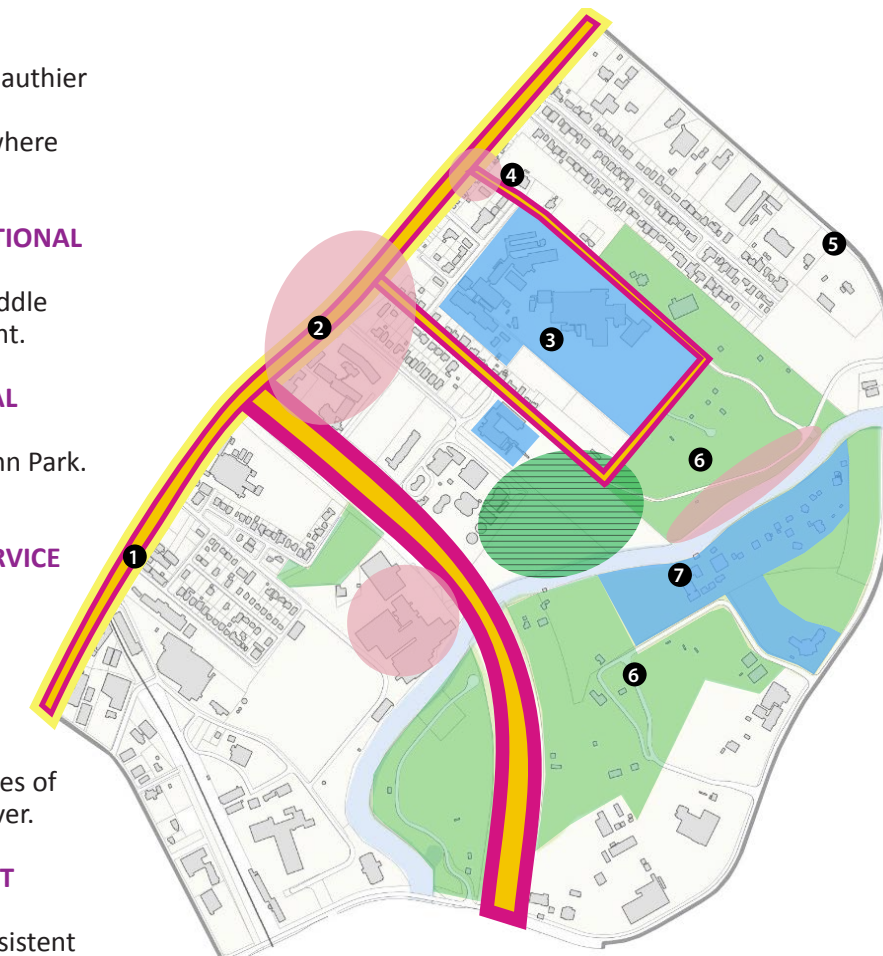 authier
where
TIONAL
ddle
nt.
AL
nn Park.
RVICE
es of
ver.
T
sistent
4
5
2
3
6
1
7
6